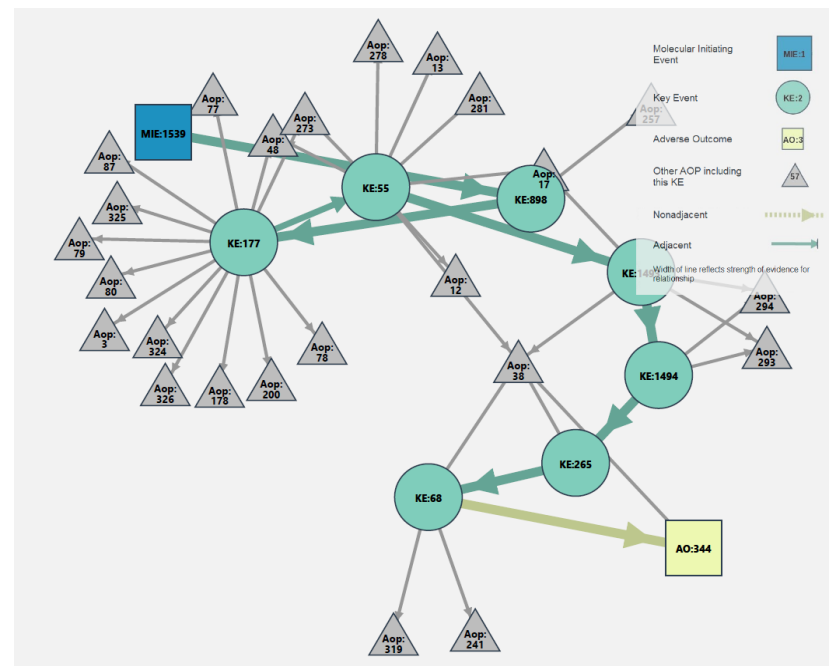 Aop:
278
Aop:
13
Molecular Initiating
Event
MIE:1
Aop:
77
Aop:
273
Aop:
281
Key Event
KE:2
Aop:
257
MIE:1539
Aop:
48
Adverse Outcome
AO:3
Aop:
87
Other AOP including
this KE
57
Aop:
17
KE:55
KE:898
Aop:
325
Nonadjacent
Aop:
79
KE:177
Adjacent
Width of line reflects strength of evidence for
relationship
Aop:
80
Aop:
12
Aop:
294
Aop:
3
Aop:
324
Aop:
78
Aop:
293
Aop:
326
Aop:
178
Aop:
200
Aop:
38
KE:1494
KE:265
KE:68
AO:344
Aop:
319
Aop:
241